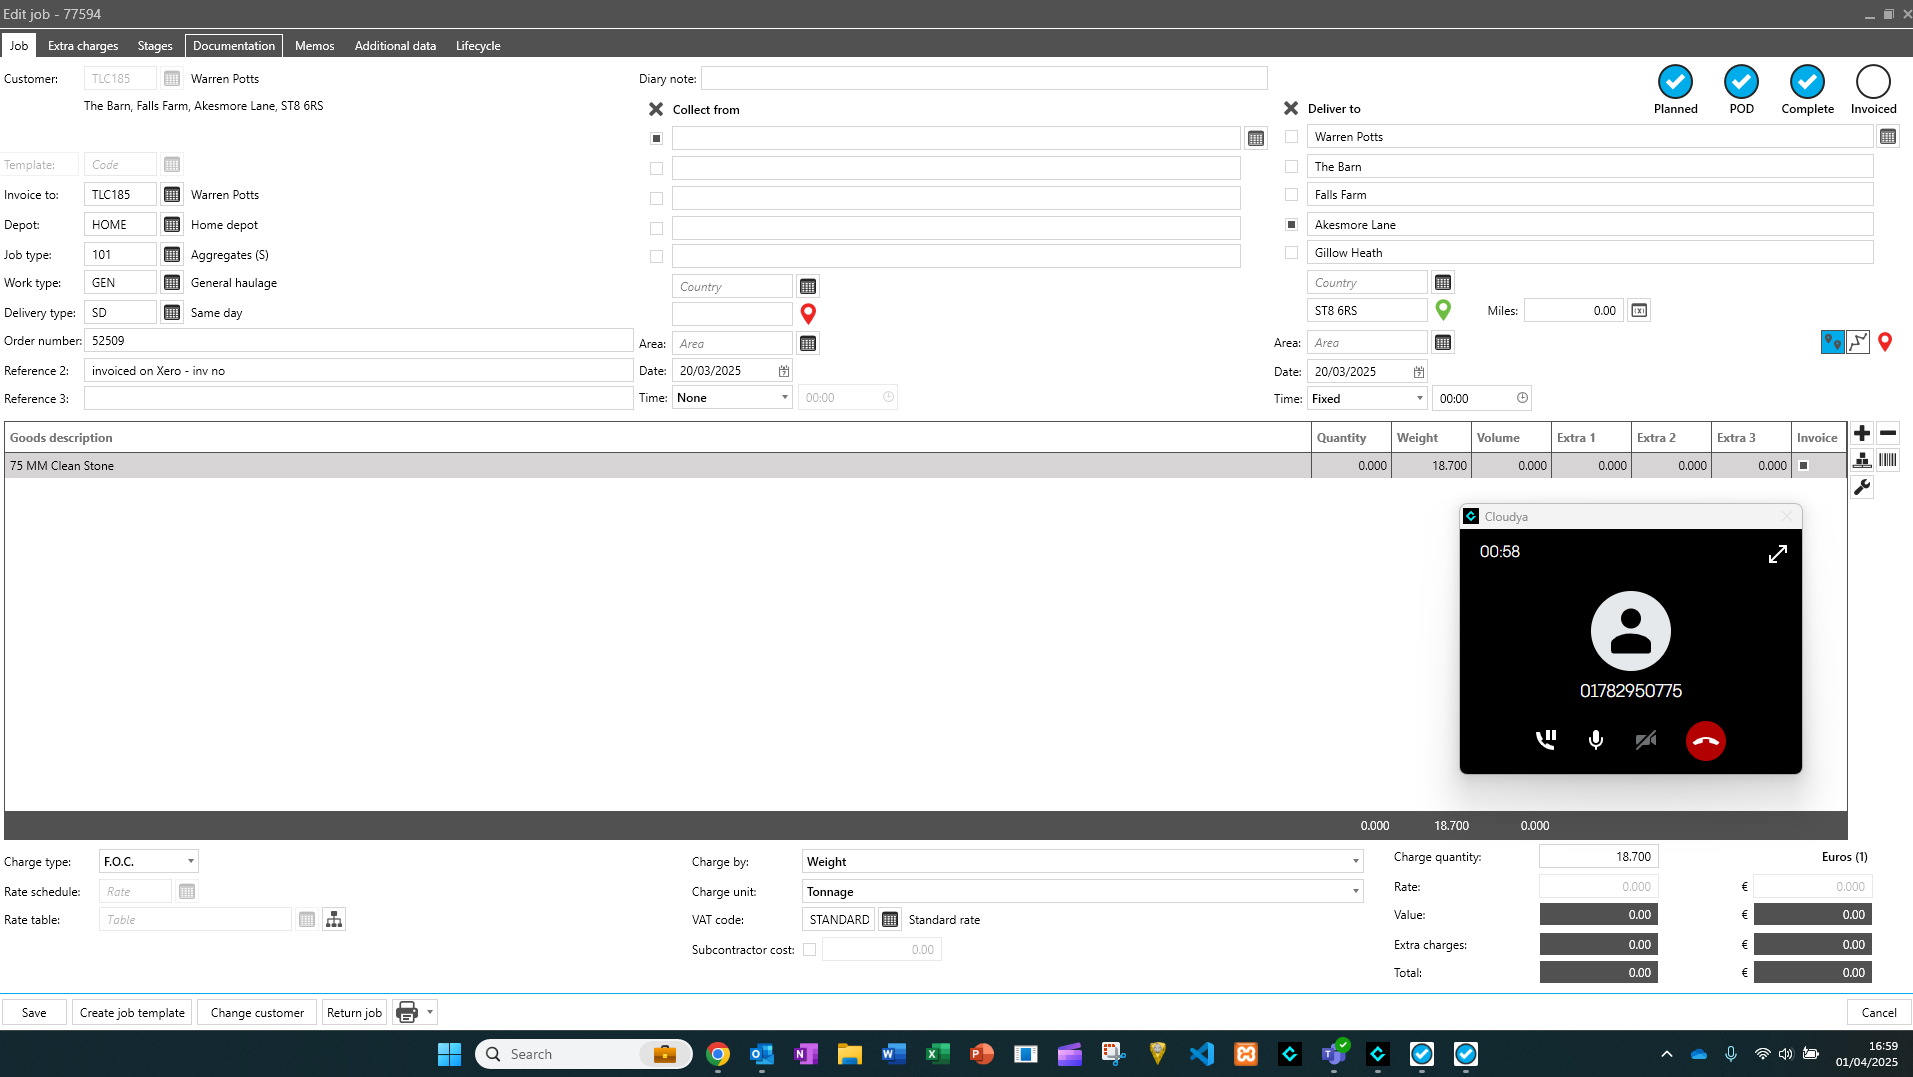 Edit job - 77594
Job Extra charges Stages Documentation Memos Additional data Lifecycle
Customer: TLC185 Warren Potts
The Barn, Falls Farm, Akesmore Lane, ST8 6RS
Template: Code
Invoice to: TLC185 Warren Potts
Depot: HOME Home depot
Job type: 101 Aggregates (S)
Work type: GEN General haulage
Delivery type: SD Same day
Order number: 52509
Reference 2: invoiced on Xero - inv no
Reference 3:
Diary note:
Collect from
Country
Area: Area
Date: 20/03/2025
Time: None 00:00
Deliver to
Warren Potts
The Barn
Falls Farm
Akesmore Lane
Gillow Heath
Country
ST8 6RS Miles: 0.00
Area: Area
Date: 20/03/2025
Time: Fixed 00:00
Planned POD Complete Invoiced
Goods description Quantity Weight Volume Extra 1 Extra 2 Extra 3 Invoice
75 MM Clean Stone 0.000 18.700 0.000 0.000 0.000 0.000
Cloudya
00:58
01782950775
0.000 18.700 0.000
Charge type: F.O.C.
Rate schedule: Rate
Rate table: Table
Charge by: Weight
Charge unit: Tonnage
VAT code: STANDARD Standard rate
Subcontractor cost: 0.00
Charge quantity: 18.700 Euros (1)
Rate: 0.000 € 0.000
Value: 0.00 € 0.00
Extra charges: 0.00 € 0.00
Total: 0.00 € 0.00
Save Create job template Change customer Return job Cancel
Search
16:59
01/04/2025